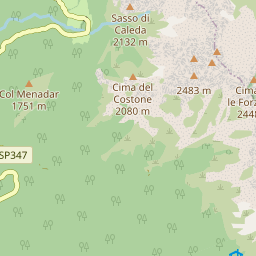 Sasso di
Caleda
2132 m
Cima del
Costone
2080 m
2483 m
Col Menadar
1751 m
Cima
le Forz
244
SP347